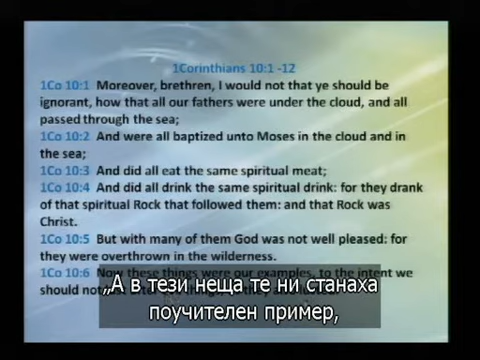 1Corinthians 10:1 -12
1Co 10:1 Moreover, brethren, I would not that ye should be
ignorant, how that all our fathers were under the cloud, and all
passed through the sea;
1Co 10:2 And were all baptized unto Moses in the cloud and in
the sea;
1Co 10:3 And did all eat the same spiritual meat;
1Co 10:4 And did all drink the same spiritual drink: for they drank
of that spiritual Rock that followed them: and that Rock was
Christ.
1Co 10:5 But with many of them God was not well pleased: for
they were overthrown in the wilderness.
1Co 10:6 Now these things were our examples, to the intent we
should not
„А в тези неща те ни станаха
поучителен пример,